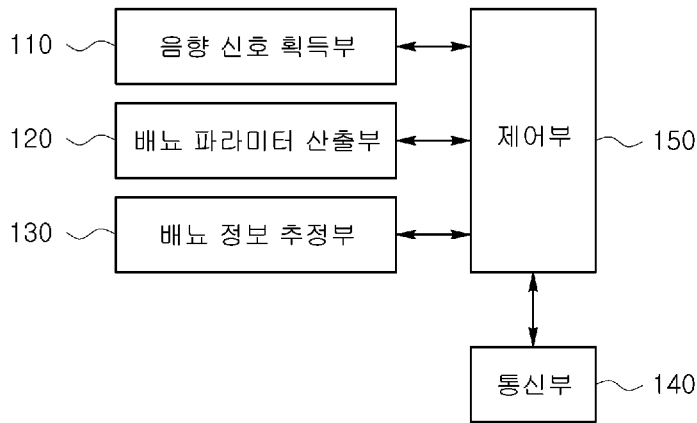 110
음향 신호 획득부
120
배뇨 파라미터 산출부
130
배뇨 정보 추정부
제어부
150
통신부
140